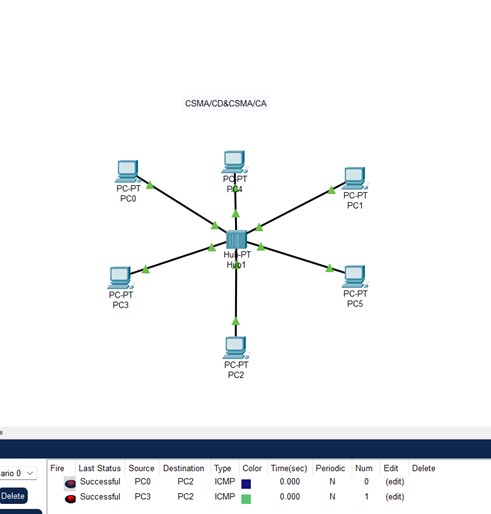 CSMA/CD&CSMA/CA
PC-PT
PC0
PC-PT
PC4
PC-PT
PC1
Hub-PT
Hub1
PC-PT
PC3
PC-PT
PC5
PC-PT
PC2
ario 0
Delete
Fire Last Status Source Destination Type Color Time(sec) Periodic Num Edit Delete
Successful PC0 PC2 ICMP 0.000 N 0 (edit)
Successful PC3 PC2 ICMP 0.000 N 1 (edit)